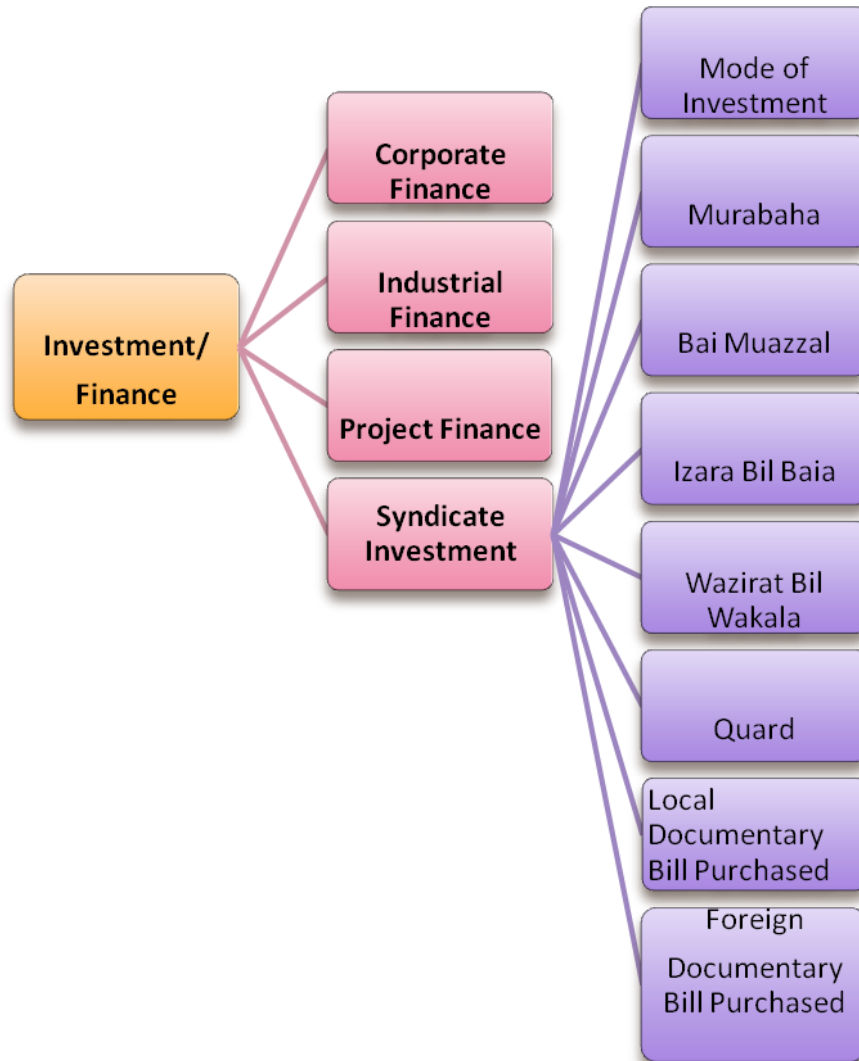 Investment/
Finance
Corporate
Finance
Industrial
Finance
Project Finance
Syndicate
Investment
Mode of
Investment
Murabaha
Bai Muazzal
Izara Bil Baia
Wazirat Bil
Wakala
Quard
Local
Documentary
Bill Purchased
Foreign
Documentary
Bill Purchased